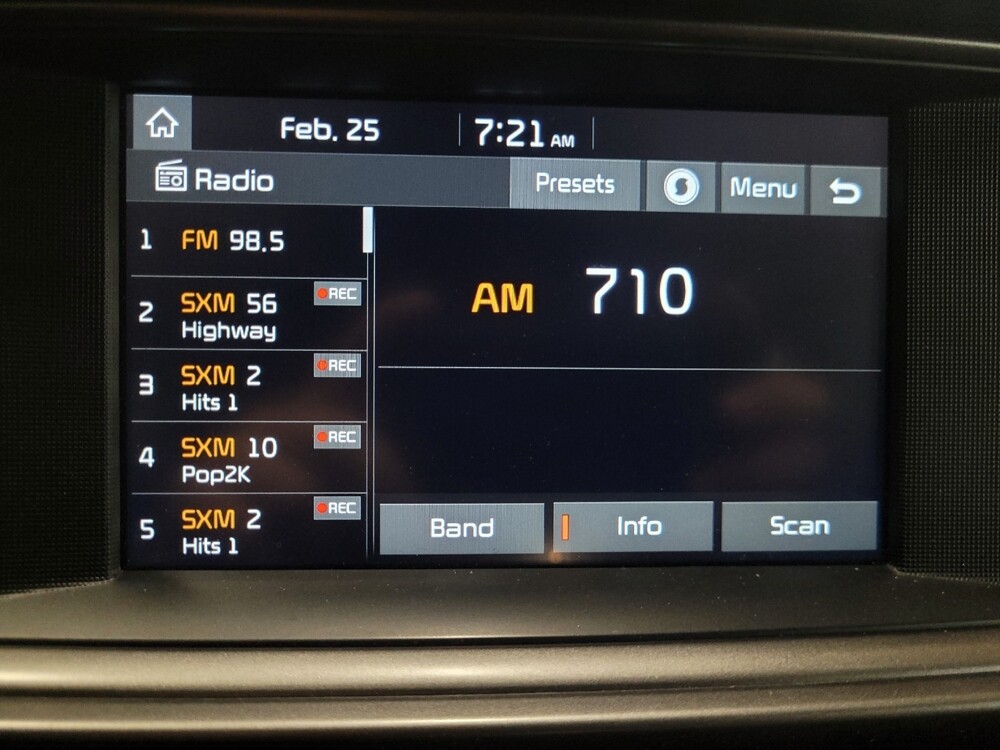 Feb. 25 7:21 AM
Radio Presets Menu
1 FM 98.5
2 SXM 56 REC
Highway
3 SXM 2 REC
Hits 1
4 SXM 10 REC
Pop2K
5 SXM 2 REC
Hits 1
AM 710
Band Info Scan